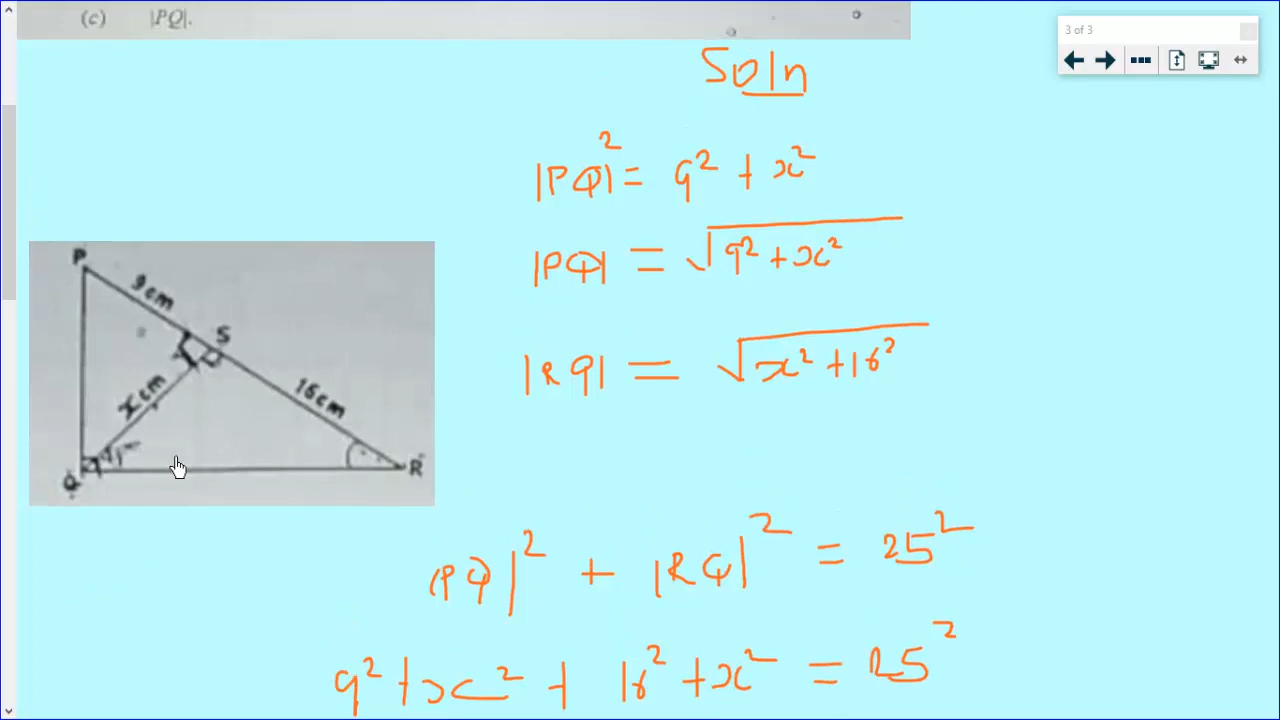 (c) |PQ|.
3 of 3
Soln
|PQ|² = 9² + x²
|PQ| = √9² + x²
|RQ| = √x² + 16²
P
9cm
S
x cm
16cm
Q
R
|PQ|² + |RQ|² = 25²
9² + x² + 16² + x² = 25²